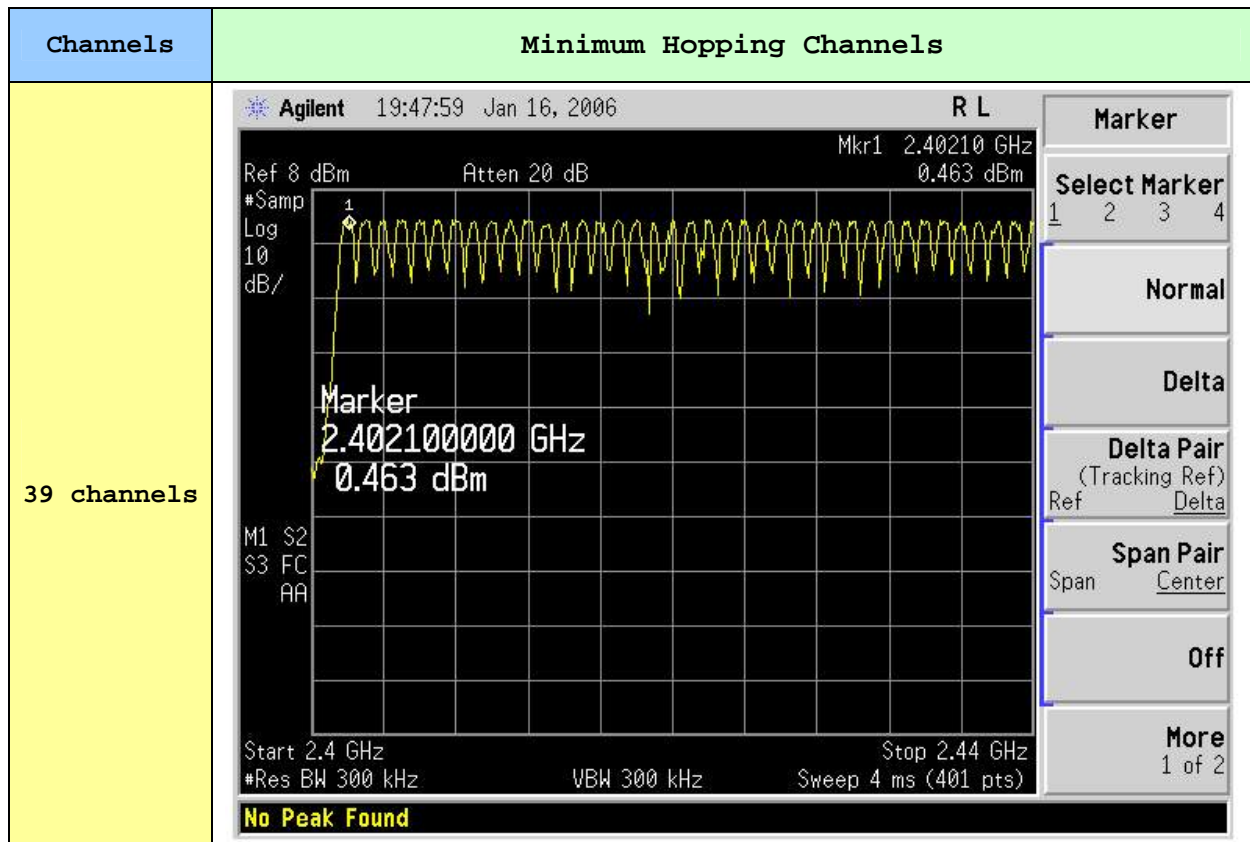 Channels
Minimum Hopping Channels
39 channels
Agilent 19:47:59 Jan 16, 2006 R L
Mkr1 2.40210 GHz
Ref 8 dBm Atten 20 dB 0.463 dBm
#Samp
Log
10
dB/
1
Marker
2.402100000 GHz
0.463 dBm
M1 S2
S3 FC
AA
Start 2.4 GHz Stop 2.44 GHz
#Res BW 300 kHz VBW 300 kHz Sweep 4 ms (401 pts)
No Peak Found
Marker
Select Marker
1 2 3 4
Normal
Delta
Delta Pair
(Tracking Ref)
Ref Delta
Span Pair
Span Center
Off
More
1 of 2